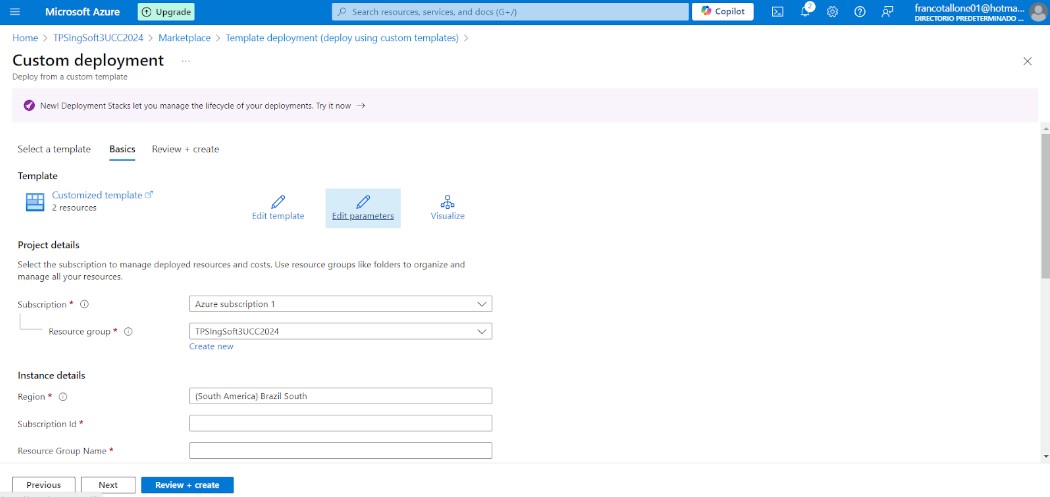 Microsoft Azure
Upgrade
Search resources, services, and docs (G+/)
Copilot
2
francotallone01@hotma...
DIRECTORIO PREDETERMINADO ...
Home > TPSIngSoft3UCC2024 > Marketplace > Template deployment (deploy using custom templates) >
Custom deployment ...
Deploy from a custom template
New! Deployment Stacks let you manage the lifecycle of your deployments. Try it now →
Select a template Basics Review + create
Template
Customized template
2 resources
Edit template Edit parameters Visualize
Project details
Select the subscription to manage deployed resources and costs. Use resource groups like folders to organize and
manage all your resources.
Subscription * Azure subscription 1
Resource group * TPSIngSoft3UCC2024
Create new
Instance details
Region * (South America) Brazil South
Subscription Id *
Resource Group Name *
Previous Next Review + create